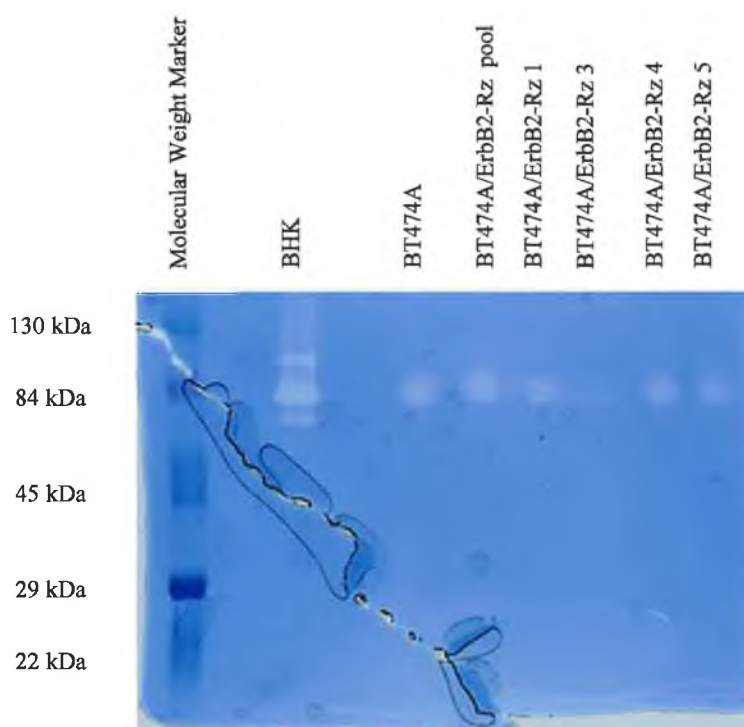 Molecular Weight Marker
BHK
BT474A
BT474A/ErbB2-Rz pool
BT474A/ErbB2-Rz 1
BT474A/ErbB2-Rz 3
BT474A/ErbB2-Rz 4
BT474A/ErbB2-Rz 5
130 kDa
84 kDa
45 kDa
29 kDa
22 kDa